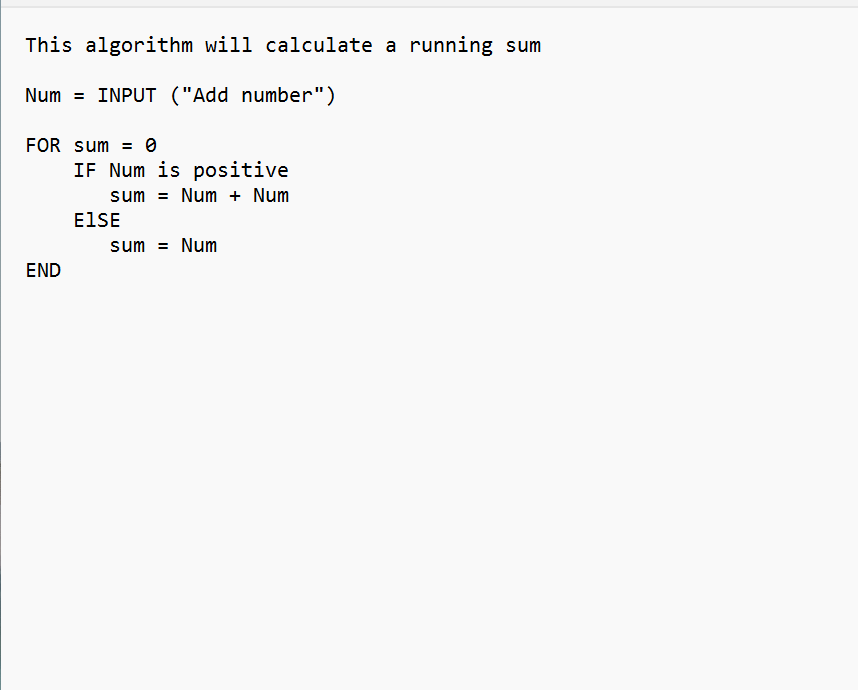 This algorithm will calculate a running sum
Num = INPUT ("Add number")
FOR sum = 0
IF Num is positive
sum = Num + Num
ElSE
sum = Num
END